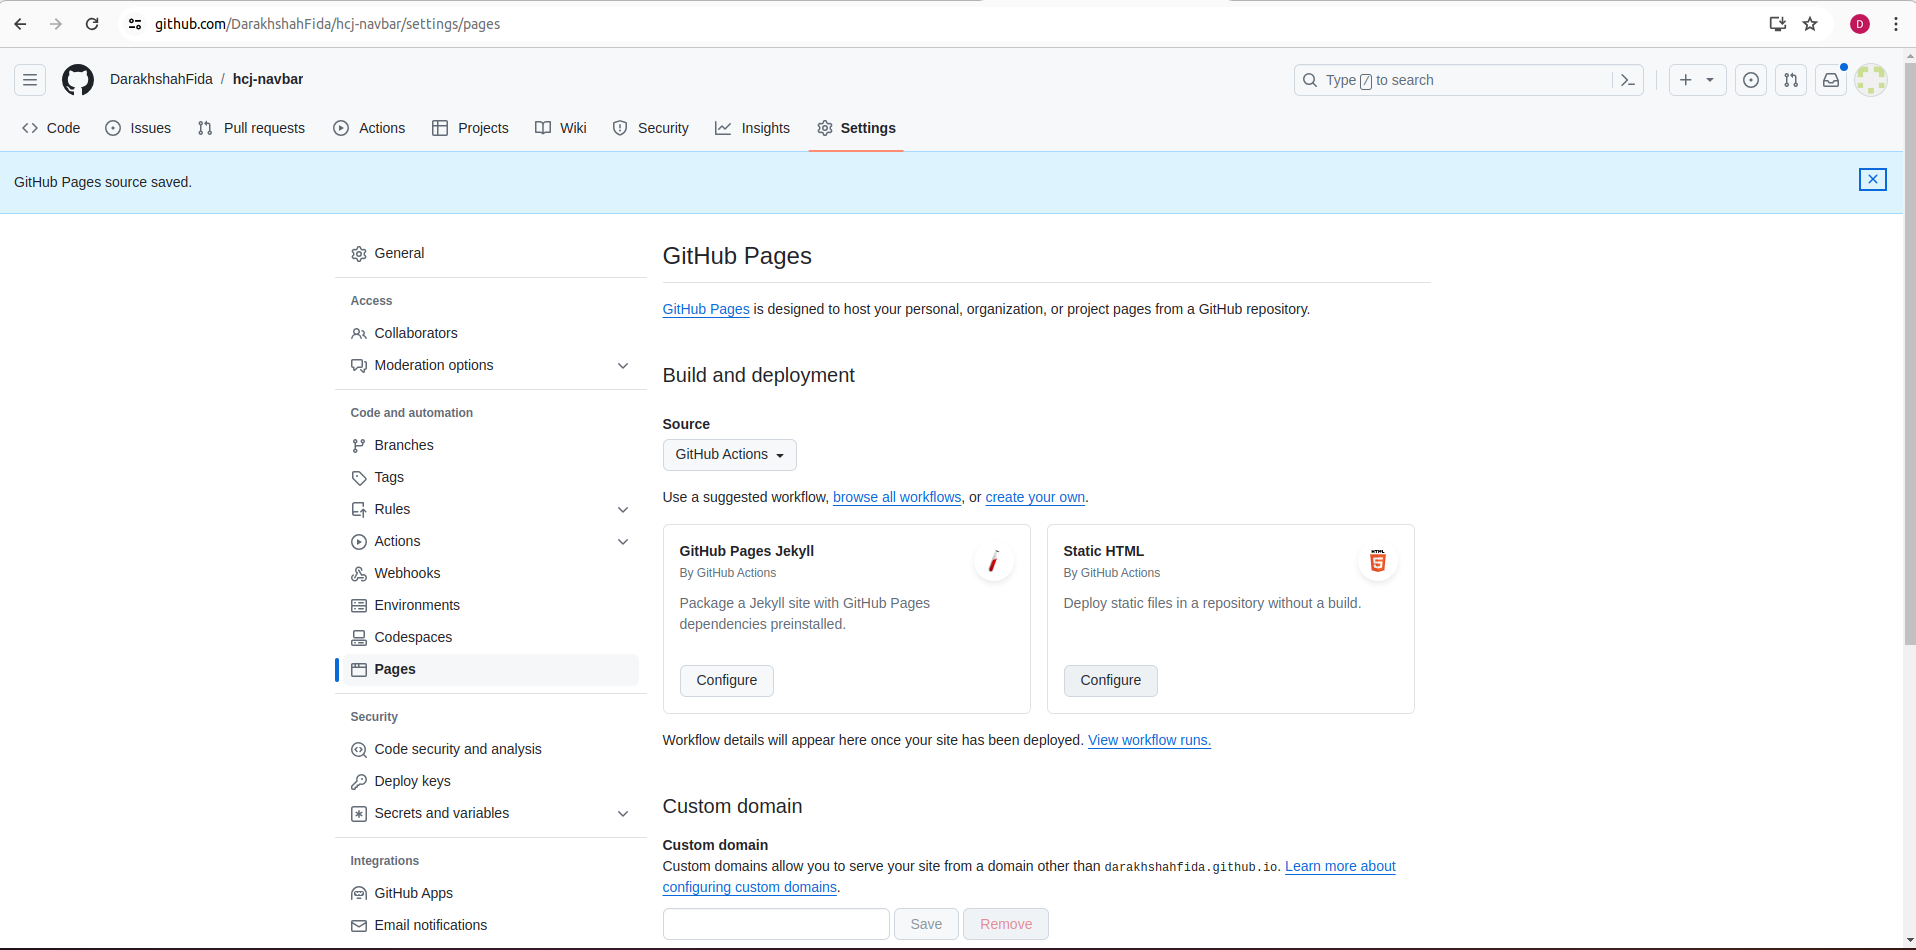 github.com/DarakhshahFida/hcj-navbar/settings/pages
D
DarakhshahFida / hcj-navbar
Type / to search
Code Issues Pull requests Actions Projects Wiki Security Insights Settings
GitHub Pages source saved.
General
Access
Collaborators
Moderation options
Code and automation
Branches
Tags
Rules
Actions
Webhooks
Environments
Codespaces
Pages
Security
Code security and analysis
Deploy keys
Secrets and variables
Integrations
GitHub Apps
Email notifications
GitHub Pages
GitHub Pages is designed to host your personal, organization, or project pages from a GitHub repository.
Build and deployment
Source
GitHub Actions
Use a suggested workflow, browse all workflows, or create your own.
GitHub Pages Jekyll
By GitHub Actions
Package a Jekyll site with GitHub Pages
dependencies preinstalled.
Configure
Static HTML
By GitHub Actions
HTML
5
Deploy static files in a repository without a build.
Configure
Workflow details will appear here once your site has been deployed. View workflow runs.
Custom domain
Custom domain
Custom domains allow you to serve your site from a domain other than darakhshahfida.github.io. Learn more about
configuring custom domains.
Save Remove